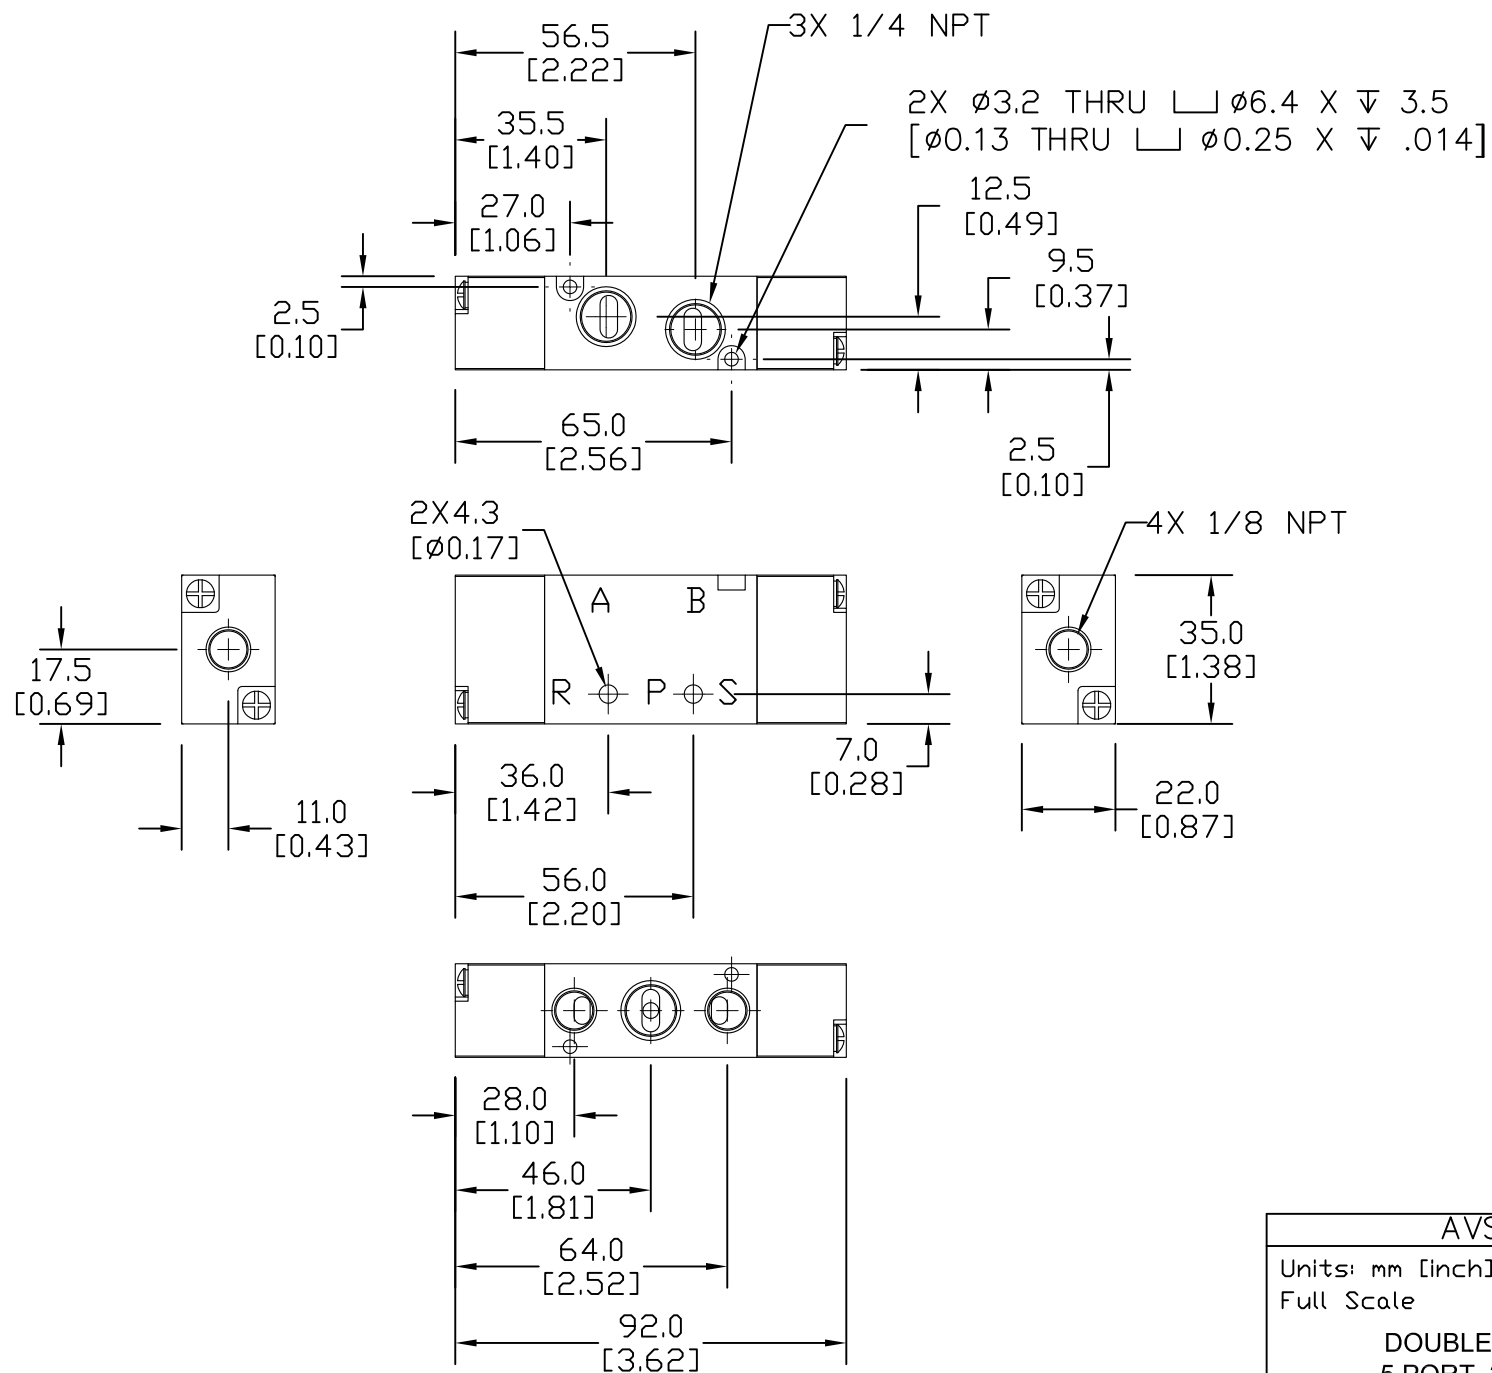 56.5
[2.22]
3X 1/4 NPT
2X ø3.2 THRU ⌴ ø6.4 X ↧ 3.5
[ø0.13 THRU ⌴ ø0.25 X ↧ .014]
35.5
[1.40]
12.5
[0.49]
27.0
[1.06]
9.5
[0.37]
2.5
[0.10]
65.0
[2.56]
2.5
[0.10]
2X4.3
[ø0.17]
4X 1/8 NPT
A B
R P S
17.5
[0.69]
35.0
[1.38]
7.0
[0.28]
36.0
[1.42]
22.0
[0.87]
11.0
[0.43]
56.0
[2.20]
28.0
[1.10]
46.0
[1.81]
64.0
[2.52]
92.0
[3.62]
AVS
Units: mm [inch]
Full Scale
DOUBLE
5 PORT